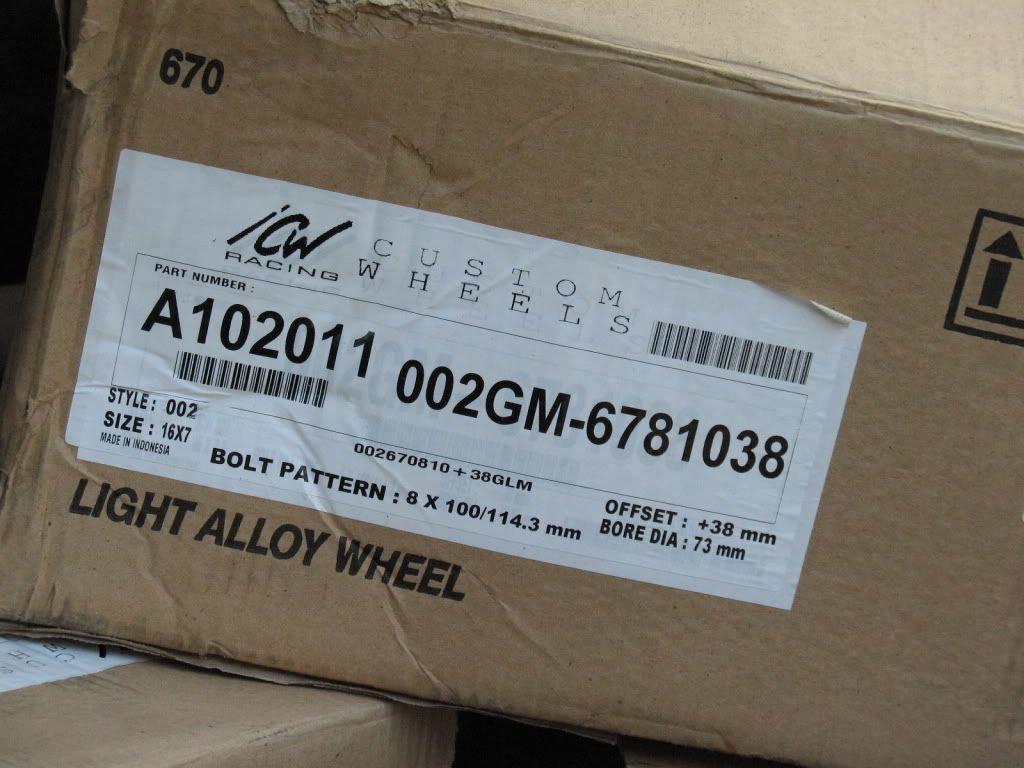 670
iCW
RACING
CUSTOM
WHEELS
PART NUMBER :
A102011 002GM-6781038
STYLE : 002
SIZE : 16X7
MADE IN INDONESIA
002670810 + 38GLM
BOLT PATTERN : 8 X 100/114.3 mm
OFFSET : +38 mm
BORE DIA : 73 mm
LIGHT ALLOY WHEEL